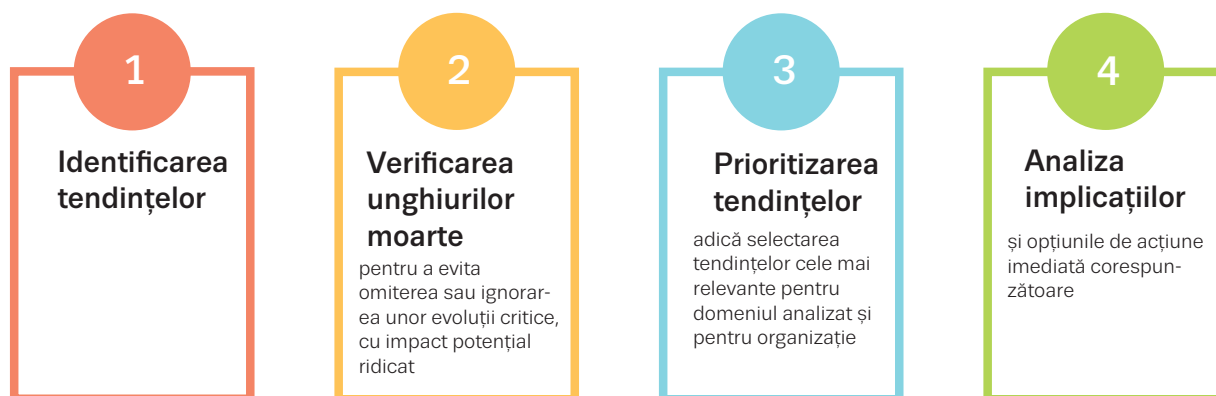 1
Identificarea
tendințelor
2
Verificarea
unghiurilor
moarte
pentru a evita
omiterea sau ignorar-
ea unor evoluții critice,
cu impact potențial
ridicat
3
Prioritizarea
tendințelor
adică selectarea
tendințelor cele mai
relevante pentru
domeniul analizat și
pentru organizație
4
Analiza
implicațiilor
și opțiunile de acțiune
imediată corespun-
zătoare